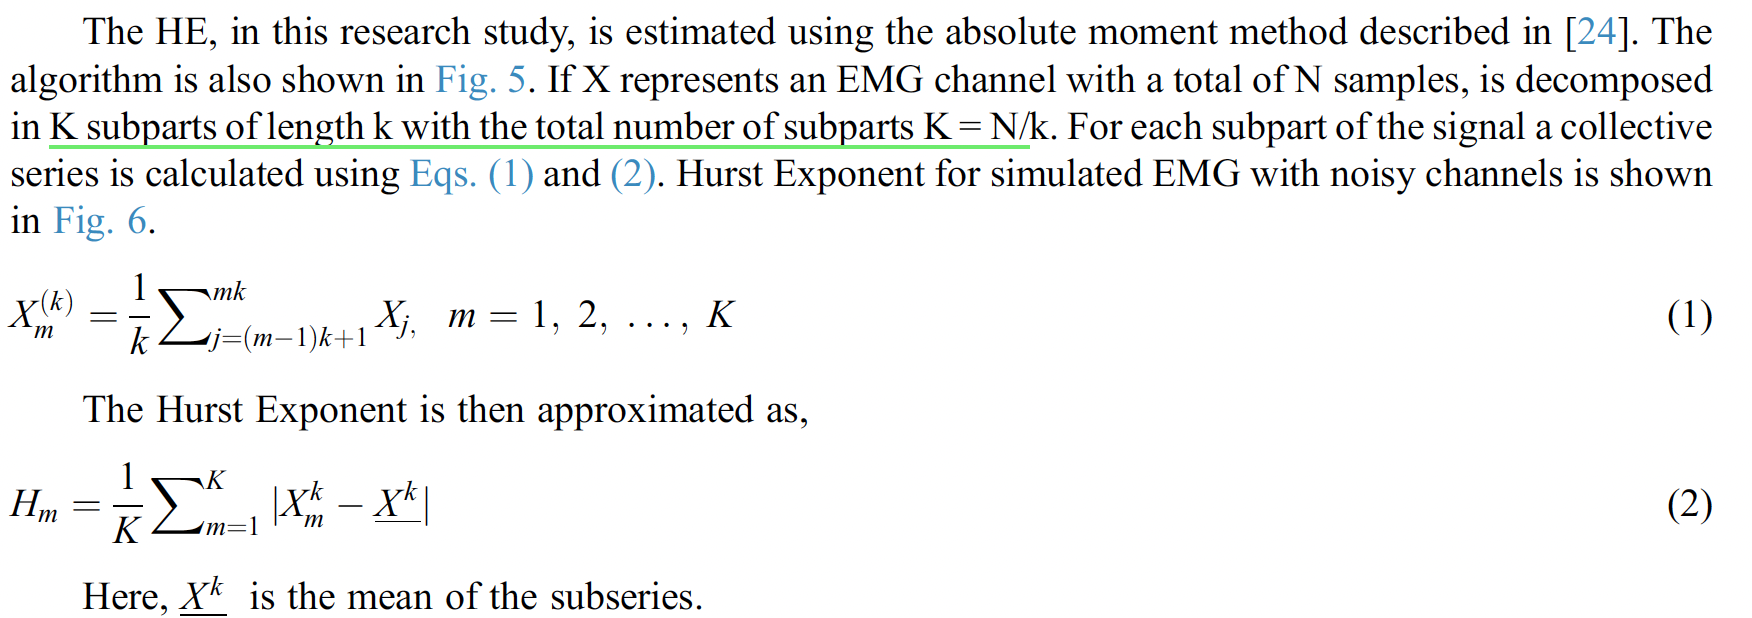 The HE, in this research study, is estimated using the absolute moment method described in [24]. The
algorithm is also shown in Fig. 5. If X represents an EMG channel with a total of N samples, is decomposed
in K subparts of length k with the total number of subparts K = N/k. For each subpart of the signal a collective
series is calculated using Eqs. (1) and (2). Hurst Exponent for simulated EMG with noisy channels is shown
in Fig. 6.
X_m^{(k)} = \frac{1}{k} \sum_{j=(m-1)k+1}^{mk} X_{j,} m = 1, 2, ..., K (1)
The Hurst Exponent is then approximated as,
H_m = \frac{1}{K} \sum_{m=1}^{K} |X_m^k - \underline{X^k}| (2)
Here, \underline{X^k} is the mean of the subseries.